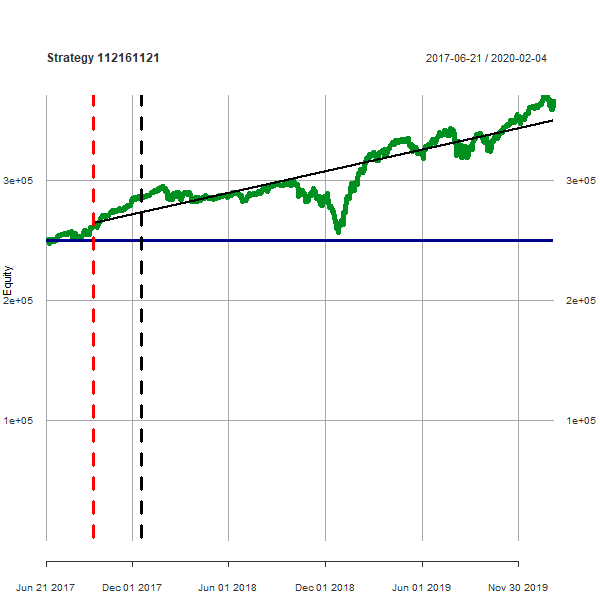 Strategy 112161121
2017-06-21 / 2020-02-04
Equity
3e+05
3e+05
2e+05
2e+05
1e+05
1e+05
Jun 21 2017
Dec 01 2017
Jun 01 2018
Dec 01 2018
Jun 01 2019
Nov 30 2019